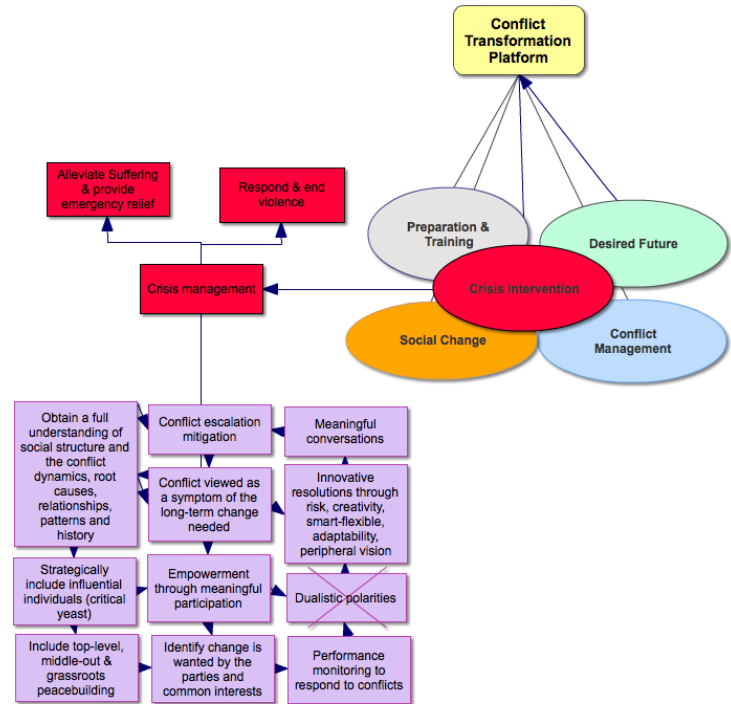 Conflict
Transformation
Platform
Alleviate Suffering
& provide
emergency relief
Respond & end
violence
Preparation &
Training
Desired Future
Crisis management
Crisis Intervention
Social Change
Conflict
Management
Obtain a full
understanding of
social structure and
the conflict
dynamics, root
causes,
relationships,
patterns and
history
Conflict escalation
mitigation
Meaningful
conversations
Conflict viewed as
a symptom of the
long-term change
needed
Innovative
resolutions through
risk, creativity,
smart-flexible,
adaptability,
peripheral vision
Strategically
include influential
individuals (critical
yeast)
Empowerment
through meaningful
participation
Dualistic polarities
Include top-level,
middle-out &
grassroots
peacebuilding
Identify change is
wanted by the
parties and
common interests
Performance
monitoring to
respond to conflicts